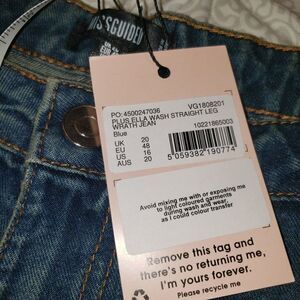 SSGUIDED
PO:4500247036
VG1808201
PLUS ELLA WASH STRAIGHT LEG
WRATH JEAN
Blue
10221865003
UK 20
EU 48
US 16
AUS 20
5 059382 190774
Avoid mixing me with or exposing me
to light coloured garments
during wash and wear,
as I could colour transfer
Remove this tag and
there's no returning me,
I'm yours forever.
Please recycle me